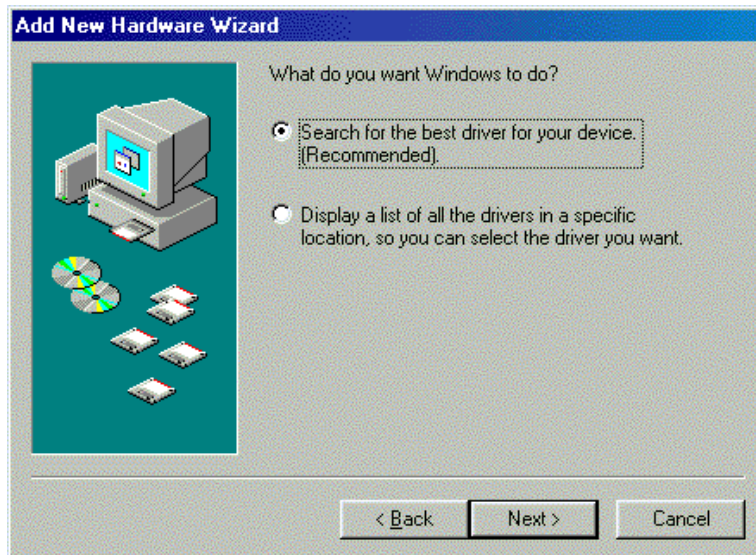 Add New Hardware Wizard
What do you want Windows to do?
Search for the best driver for your device.
(Recommended).
Display a list of all the drivers in a specific
location, so you can select the driver you want.
< Back
Next >
Cancel